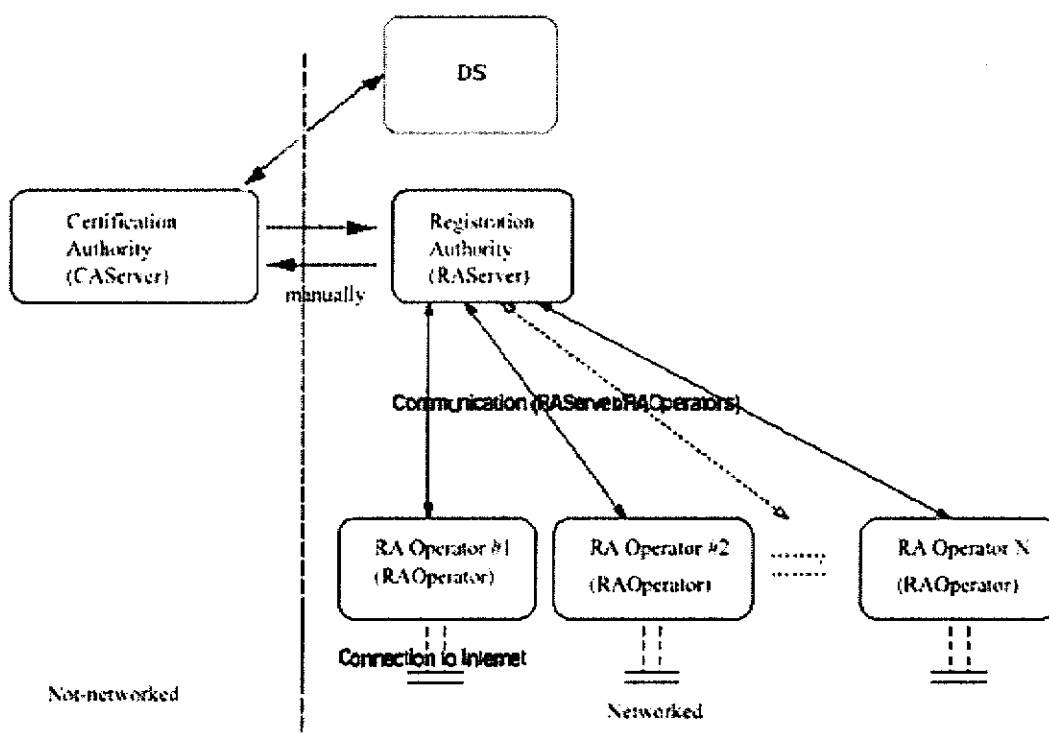 DS
Certification
Authority
(CAServer)
Registration
Authority
(RAServer)
manually
Communication (RAServer/RAOperators)
RA Operator #1
(RAOperator)
RA Operator #2
(RAOperator)
RA Operator N
(RAOperator)
Connection to Internet
Not-networked
Networked